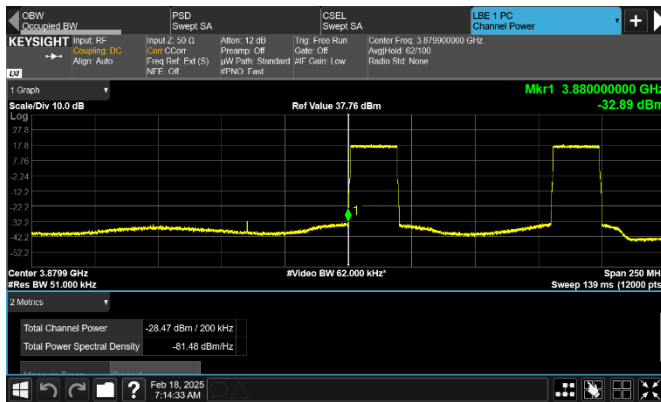 OBW
Occupied BW
PSD
Swept SA
CSEL
Swept SA
LBE 1 PC
Channel Power
KEYSIGHT
Input: RF
Coupling: DC
Align: Auto
Input Z: 50 Ω
Corr CCorr
Freq Ref: Ext (S)
NFE: Off
Atten: 12 dB
Preamp: Off
µW Path: Standard
#PNO: Fast
Trig: Free Run
Gate: Off
#IF Gain: Low
Center Freq: 3.879900000 GHz
Avg|Hold: 62/100
Radio Std: None
LXI
1 Graph
Mkr1 3.880000000 GHz
Scale/Div 10.0 dB
Ref Value 37.76 dBm
-32.89 dBm
Log
27.8
17.8
7.76
-2.24
-12.2
-22.2
-32.2
-42.2
-52.2
1
Center 3.8799 GHz
#Video BW 62.000 kHz*
Span 250 MH
#Res BW 51.000 kHz
Sweep 139 ms (12000 pts
2 Metrics
Total Channel Power
-28.47 dBm / 200 kHz
Total Power Spectral Density
-81.48 dBm/Hz
?
Feb 18, 2025
7:14:33 AM